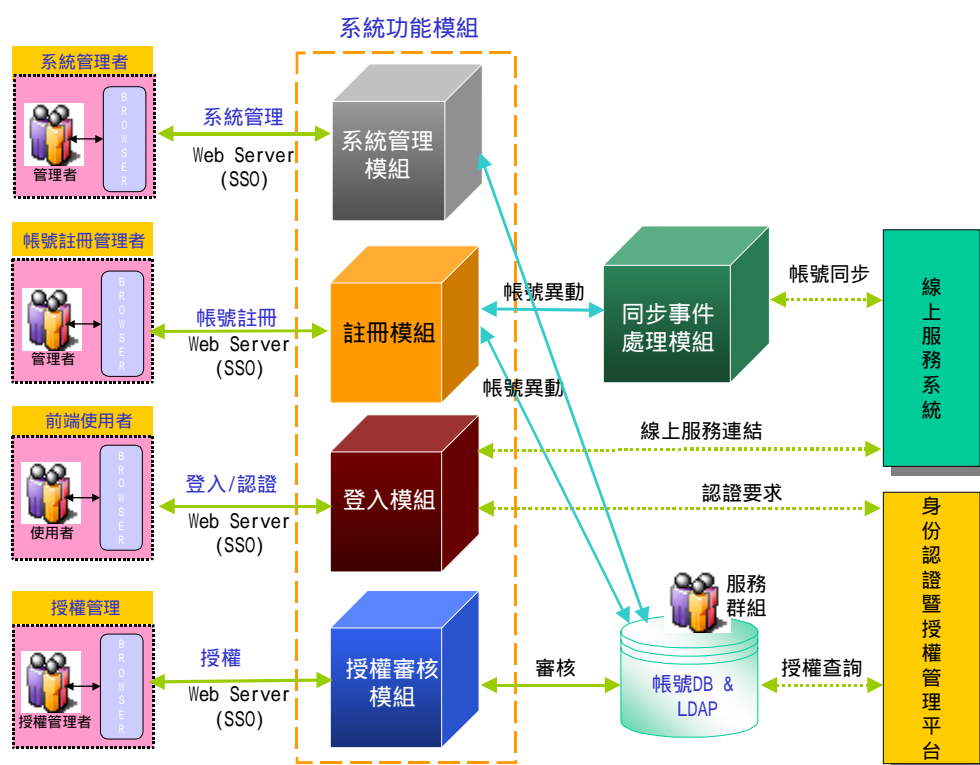 系統功能模組
系統管理者
BROWSER
管理者
系統管理
Web Server
(SSO)
系統管理
模組
帳號註冊管理者
BROWSER
管理者
帳號註冊
Web Server
(SSO)
註冊模組
帳號異動
帳號異動
同步事件
處理模組
帳號同步
線上服務系統
前端使用者
BROWSER
使用者
登入/認證
Web Server
(SSO)
登入模組
線上服務連結
認證要求
授權管理
BROWSER
授權管理者
授權
Web Server
(SSO)
授權審核
模組
審核
服務
群組
帳號DB &
LDAP
授權查詢
身份認證暨授權管理平台